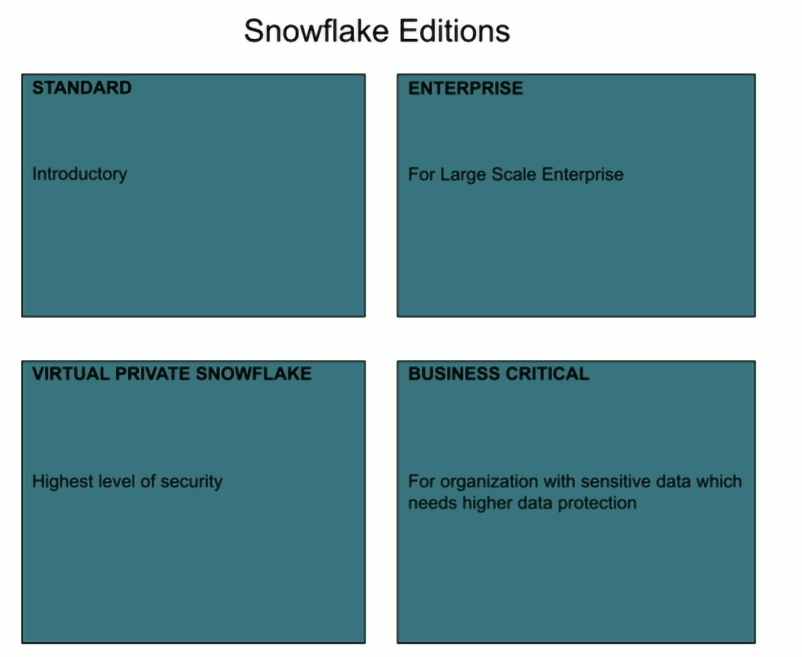 Snowflake Editions
STANDARD
Introductory
ENTERPRISE
For Large Scale Enterprise
VIRTUAL PRIVATE SNOWFLAKE
Highest level of security
BUSINESS CRITICAL
For organization with sensitive data which
needs higher data protection